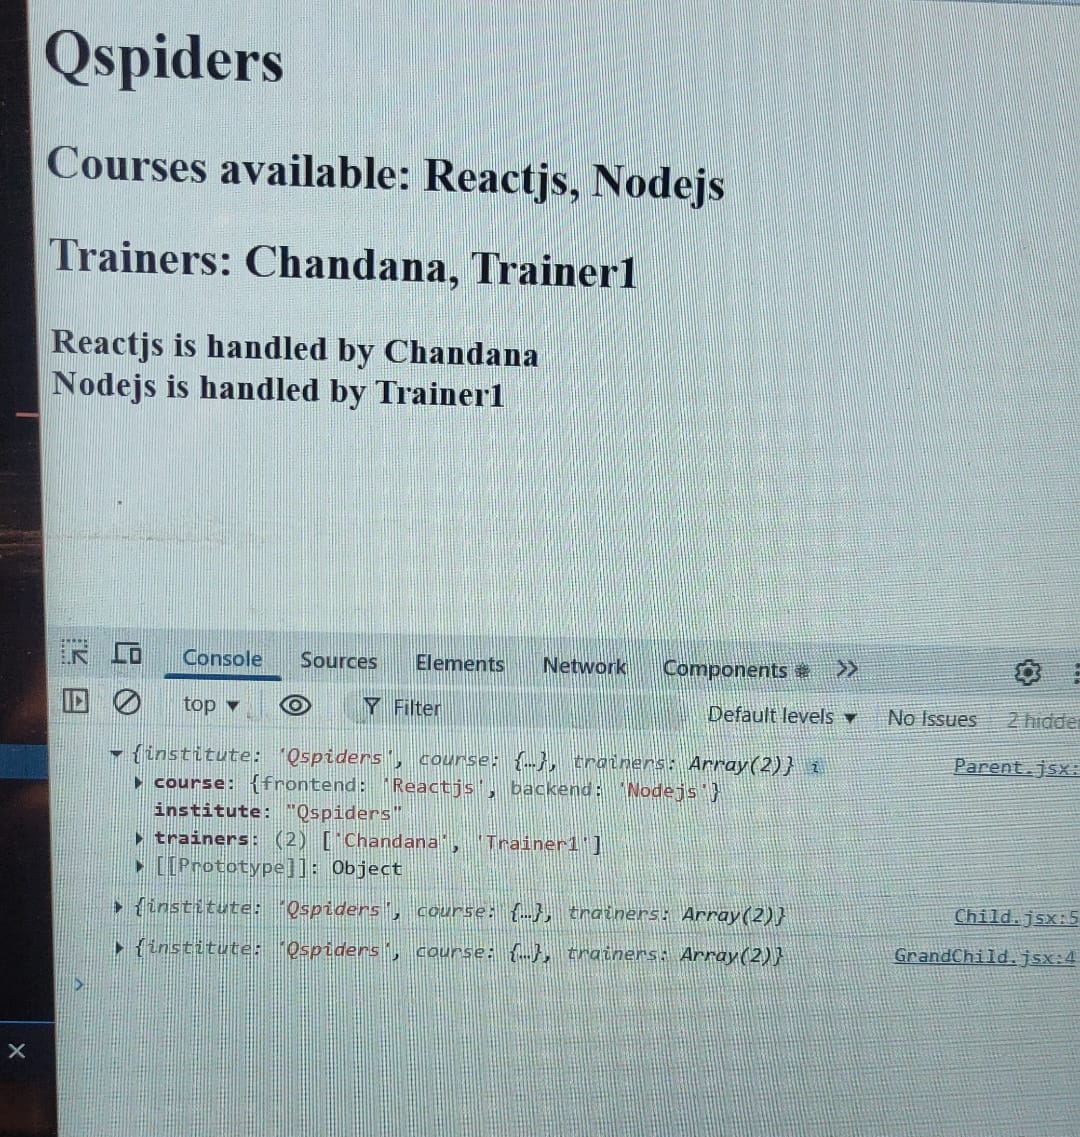 Qspiders
Courses available: Reactjs, Nodejs
Trainers: Chandana, Trainer1
Reactjs is handled by Chandana
Nodejs is handled by Trainer1
Console Sources Elements Network Components
top Filter Default levels No Issues 2 hidde
{institute: 'Qspiders', course: {…}, trainers: Array(2)} i Parent.jsx:
course: {frontend: 'Reactjs', backend: 'Nodejs'}
institute: "Qspiders"
trainers: (2) ['Chandana', 'Trainer1']
[[Prototype]]: Object
{institute: 'Qspiders', course: {…}, trainers: Array(2)} Child.jsx:5
{institute: 'Qspiders', course: {…}, trainers: Array(2)} GrandChild.jsx:4